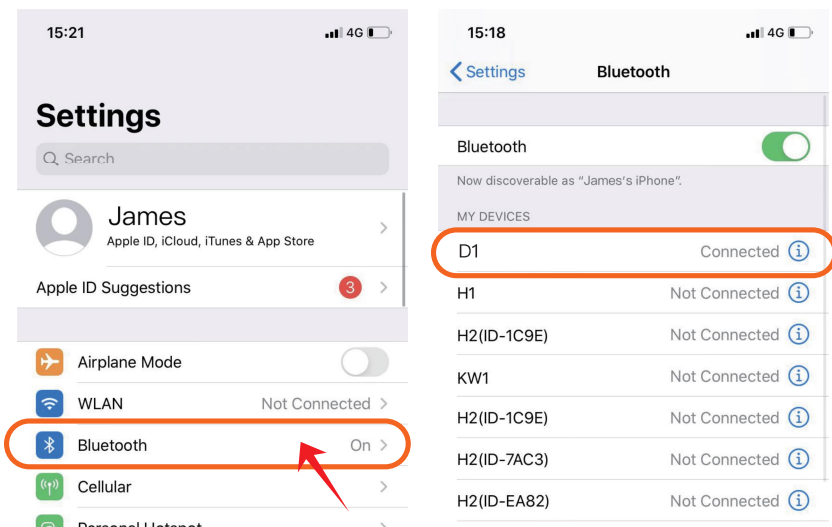 15:21
4G
Settings
Search
James
Apple ID, iCloud, iTunes & App Store
Apple ID Suggestions
3
Airplane Mode
WLAN Not Connected
Bluetooth On
Cellular
Personal Hotspot
15:18
4G
Settings Bluetooth
Bluetooth
Now discoverable as “James’s iPhone”.
MY DEVICES
D1 Connected
H1 Not Connected
H2(ID-1C9E) Not Connected
KW1 Not Connected
H2(ID-1C9E) Not Connected
H2(ID-7AC3) Not Connected
H2(ID-EA82) Not Connected